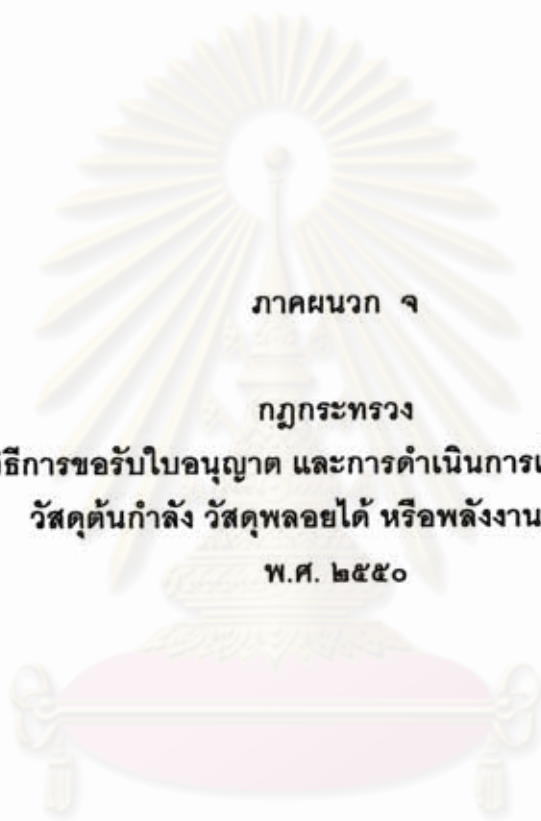 ภาคผนวก จ
กฎกระทรวง
วิธีการขอรับใบอนุญาต และการดำเนินการ
วัสดุต้นกำลัง วัสดุพลอยได้ หรือพลังงาน
พ.ศ. ๒๕๕๐